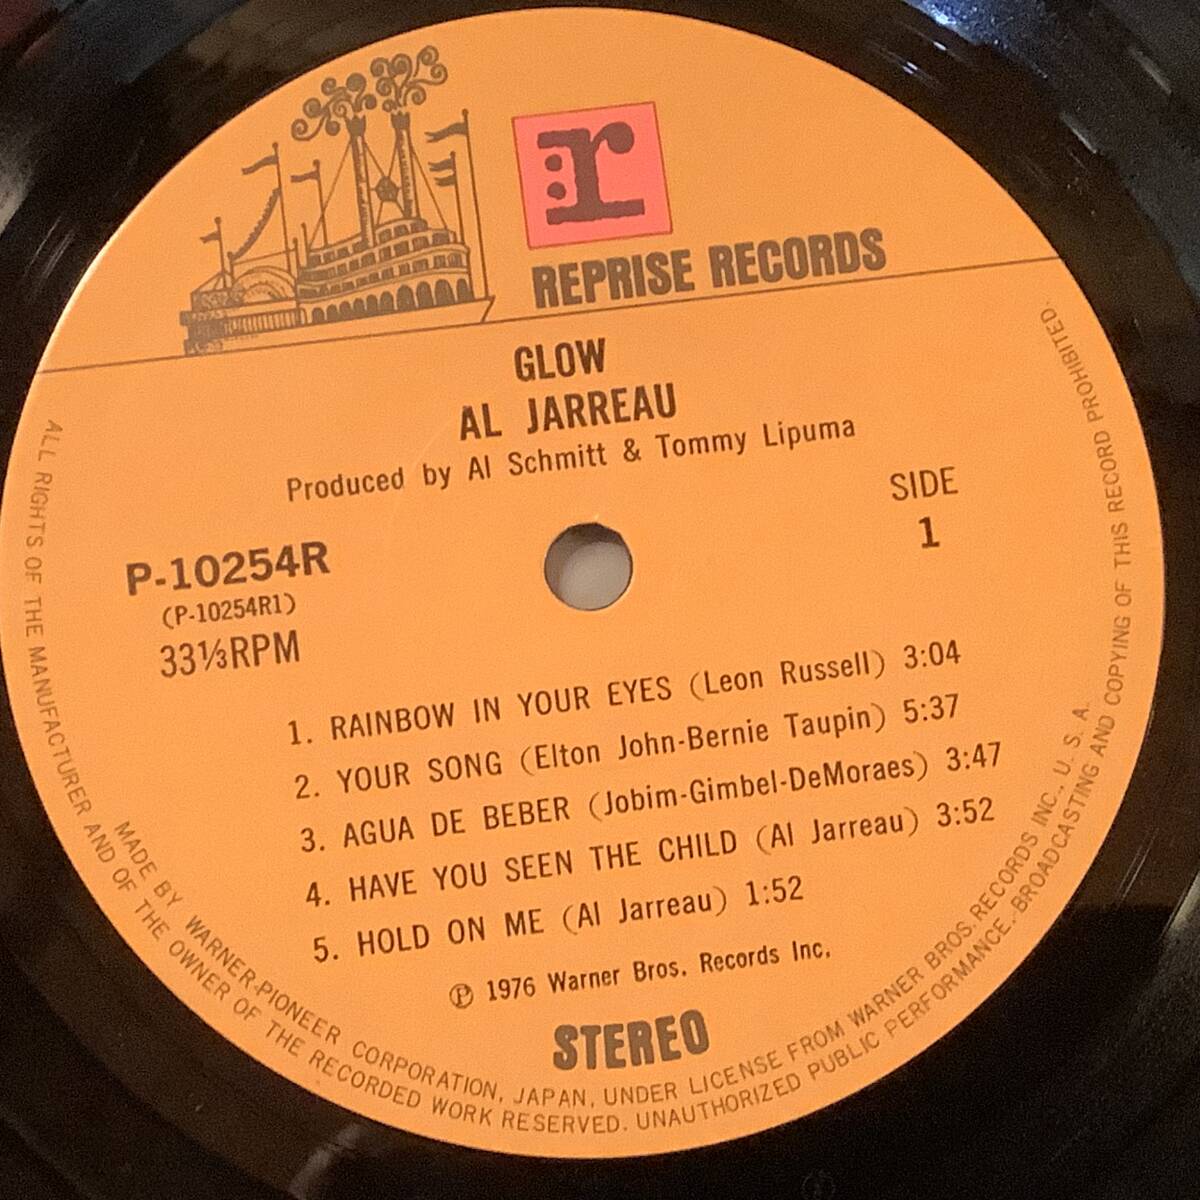 r
REPRISE RECORDS
GLOW
AL JARREAU
Produced by Al Schmitt & Tommy Lipuma
SIDE
1
P-10254R
(P-10254R1)
33⅓RPM
1. RAINBOW IN YOUR EYES (Leon Russell) 3:04
2. YOUR SONG (Elton John-Bernie Taupin) 5:37
3. AGUA DE BEBER (Jobim-Gimbel-DeMoraes) 3:47
4. HAVE YOU SEEN THE CHILD (Al Jarreau) 3:52
5. HOLD ON ME (Al Jarreau) 1:52
℗ 1976 Warner Bros. Records Inc.
STEREO
MADE BY WARNER-PIONEER CORPORATION, JAPAN, UNDER LICENSE FROM WARNER BROS. RECORDS INC., U. S. A.
ALL RIGHTS OF THE MANUFACTURER AND OF THE OWNER OF THE RECORDED WORK RESERVED. UNAUTHORIZED PUBLIC PERFORMANCE. BROADCASTING AND COPYING OF THIS RECORD PROHIBITED.